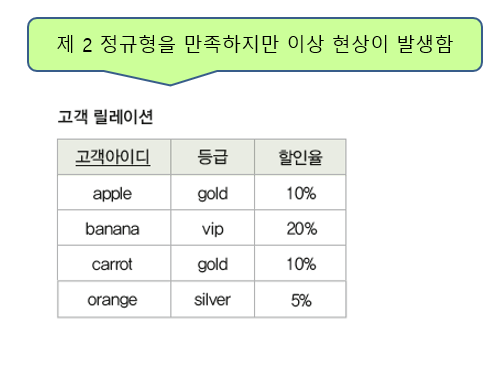 제 2 정규형을 만족하지만 이상 현상이 발생함
고객 릴레이션
고객아이디 등급 할인율
apple gold 10%
banana vip 20%
carrot gold 10%
orange silver 5%